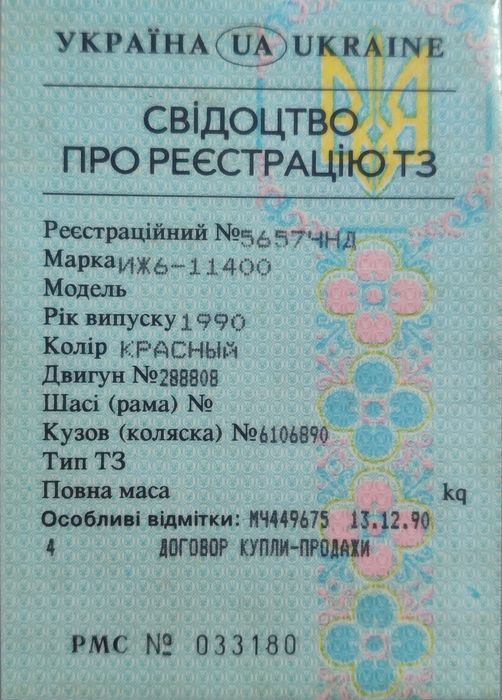 УКРАЇНА UA UKRAINE
СВІДОЦТВО
ПРО РЕЄСТРАЦІЮ ТЗ
Реєстраційний №5657ЧНД
Марка ИЖ6-11400
Модель
Рік випуску 1990
Колір КРАСНЫЙ
Двигун №288808
Шасі (рама) №
Кузов (коляска) №6106890
Тип ТЗ
Повна маса kq
Особливі відмітки: МЧ449675 13.12.90
4 ДОГОВОР КУПЛИ-ПРОДАЖИ
РМС № 033180